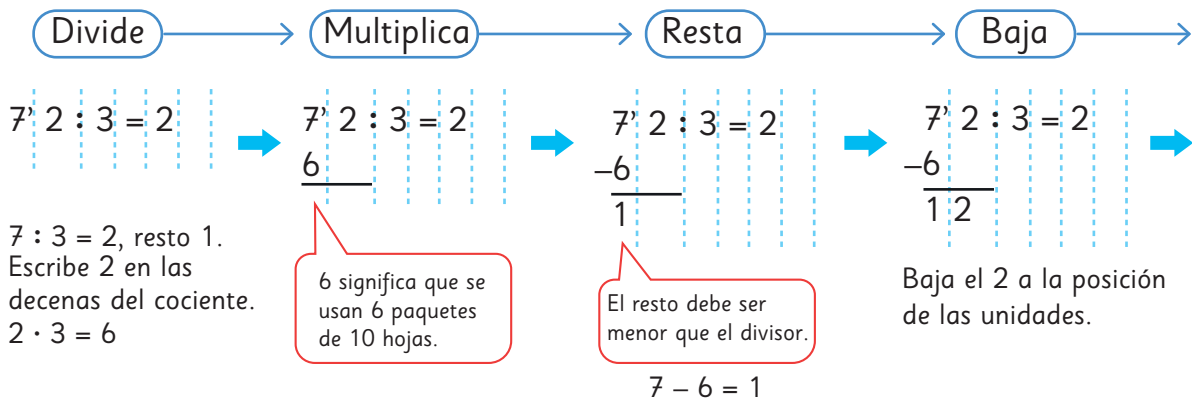 Divide Multiplica Resta Baja
7’ 2 : 3 = 2
7 : 3 = 2, resto 1.
Escribe 2 en las
decenas del cociente.
2 · 3 = 6
7’ 2 : 3 = 2
6
6 significa que se
usan 6 paquetes
de 10 hojas.
7’ 2 : 3 = 2
–6
1
El resto debe ser
menor que el divisor.
7 – 6 = 1
7’ 2 : 3 = 2
–6
1 2
Baja el 2 a la posición
de las unidades.